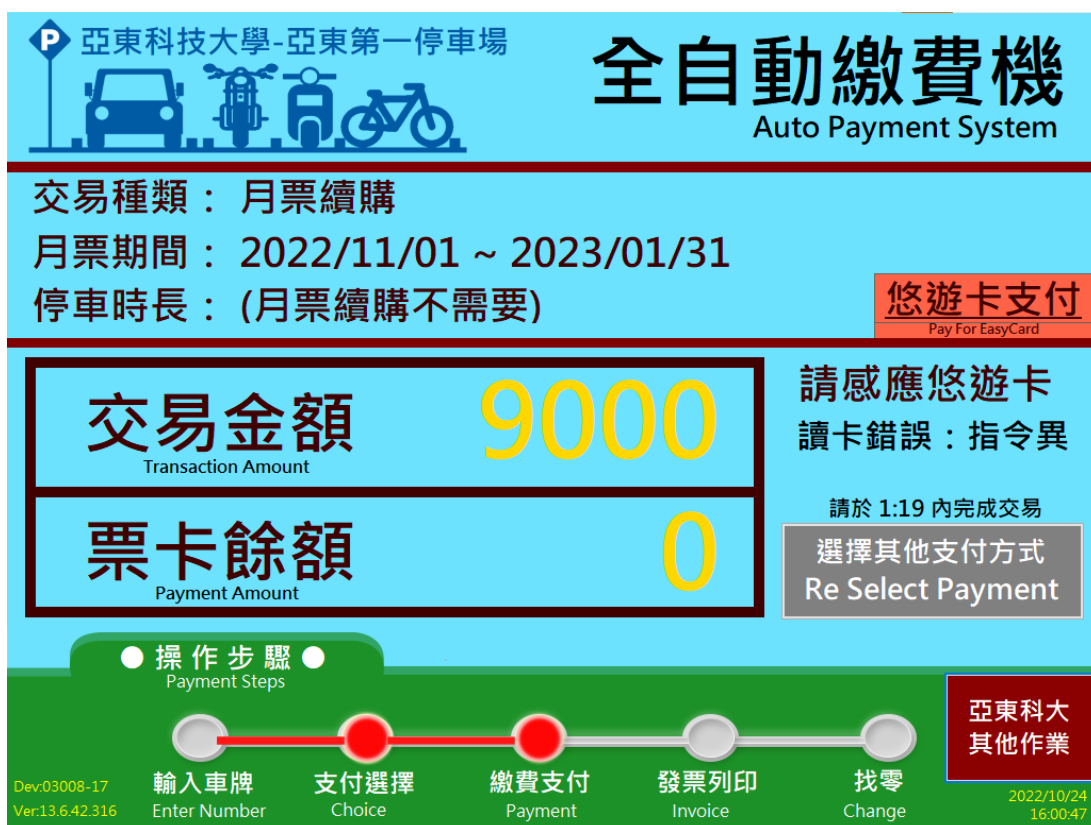 P 亞東科技大學-亞東第一停車場
全自動繳費機
Auto Payment System
交易種類： 月票續購
月票期間： 2022/11/01 ~ 2023/01/31
停車時長： (月票續購不需要)
悠遊卡支付
Pay For EasyCard
交易金額 9000
Transaction Amount
票卡餘額 0
Payment Amount
請感應悠遊卡
讀卡錯誤：指令異
請於 1:19 內完成交易
選擇其他支付方式
Re Select Payment
● 操作步驟 ●
Payment Steps
輸入車牌
Enter Number
支付選擇
Choice
繳費支付
Payment
發票列印
Invoice
找零
Change
亞東科大
其他作業
Dev:03008-17
Ver:13.6.42.316
2022/10/24
16:00:47